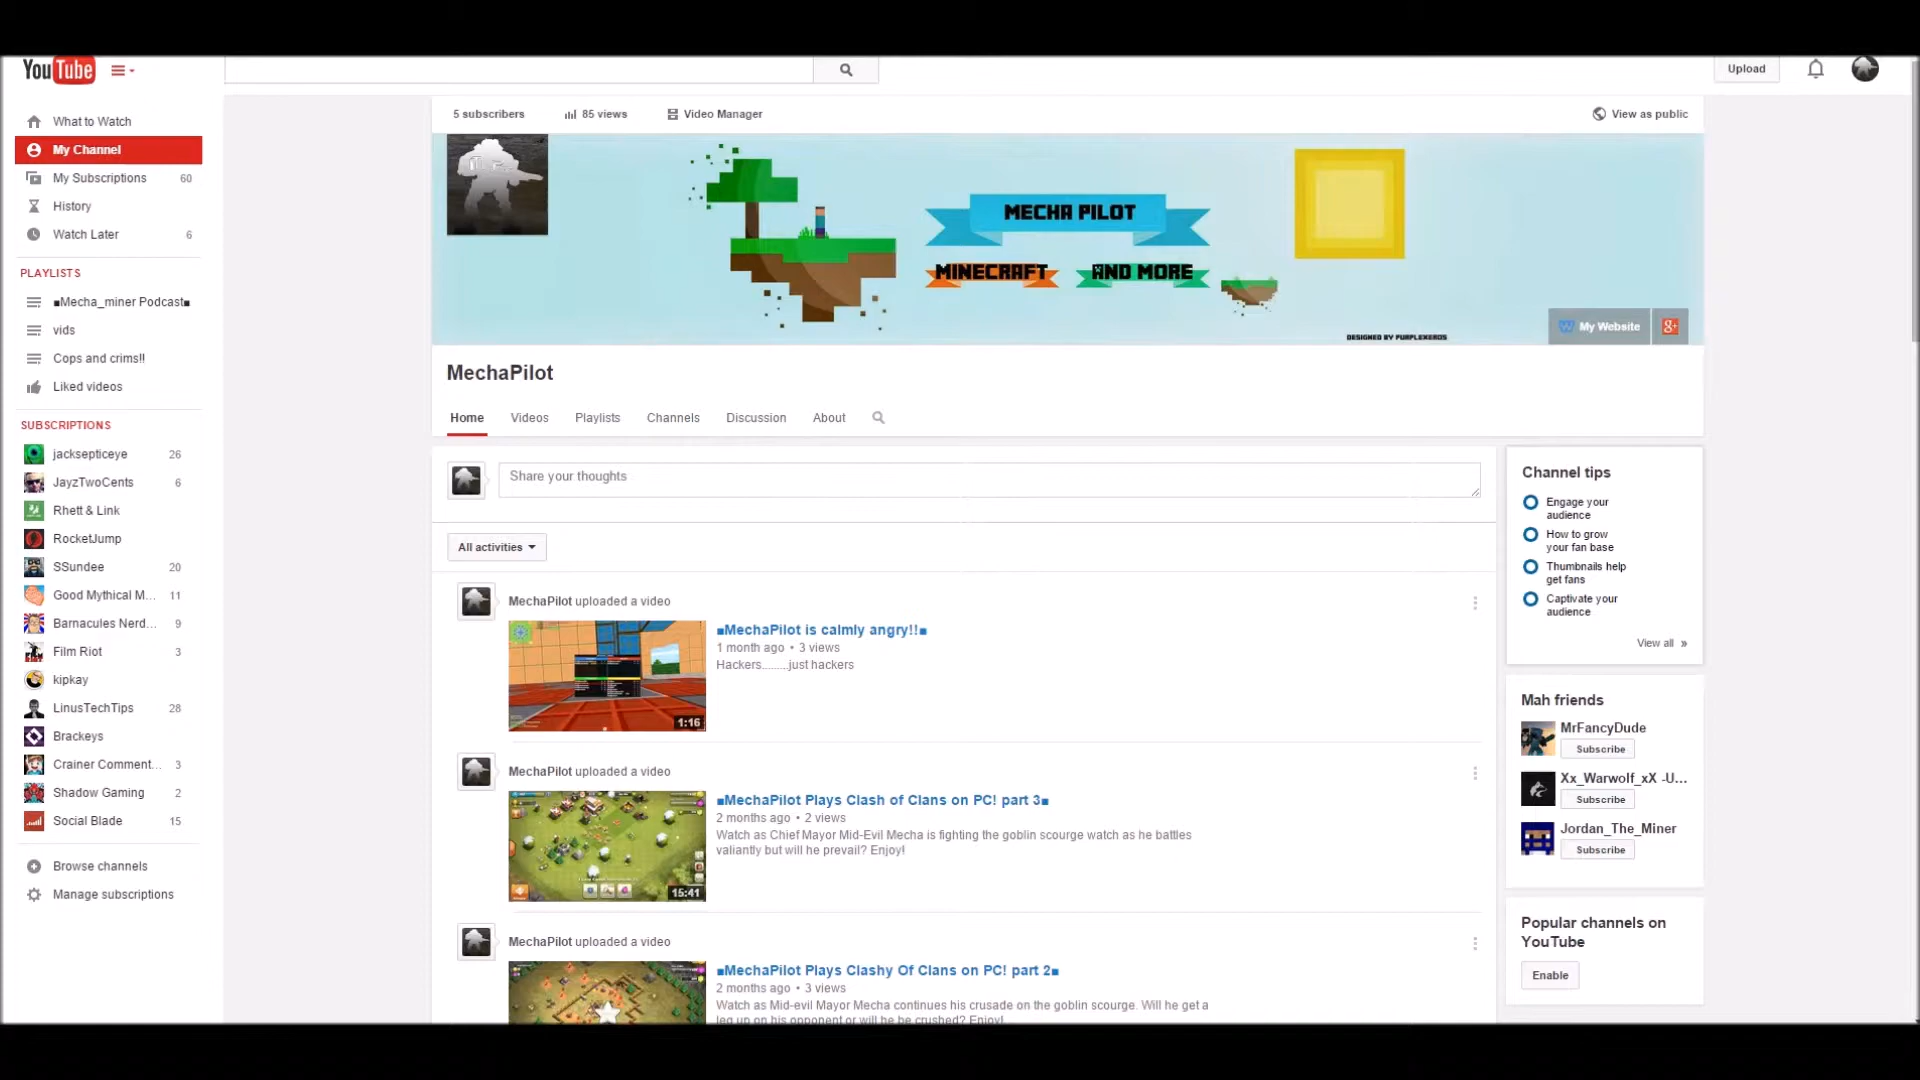 YouTube
Upload
What to Watch
My Channel
My Subscriptions 60
History
Watch Later 6
PLAYLISTS
■Mecha_miner Podcast■
vids
Cops and crims!!
Liked videos
SUBSCRIPTIONS
jacksepticeye 26
JayzTwoCents 6
Rhett & Link
RocketJump
SSundee 20
Good Mythical M... 11
Barnacules Nerd... 9
Film Riot 3
kipkay
LinusTechTips 28
Brackeys
Crainer Comment... 3
Shadow Gaming 2
Social Blade 15
Browse channels
Manage subscriptions
5 subscribers 85 views Video Manager View as public
MECHA PILOT
MINECRAFT AND MORE
DESIGNED BY PURPLEXEROS
My Website
MechaPilot
Home Videos Playlists Channels Discussion About
Share your thoughts
All activities
MechaPilot uploaded a video
■MechaPilot is calmly angry!!■
1 month ago • 3 views
Hackers........just hackers
1:16
MechaPilot uploaded a video
■MechaPilot Plays Clash of Clans on PC! part 3■
2 months ago • 2 views
Watch as Chief Mayor Mid-Evil Mecha is fighting the goblin scourge watch as he battles
valiantly but will he prevail? Enjoy!
15:41
MechaPilot uploaded a video
■MechaPilot Plays Clashy Of Clans on PC! part 2■
2 months ago • 3 views
Watch as Mid-evil Mayor Mecha continues his crusade on the goblin scourge. Will he get a
leg up on his opponent or will he be crushed? Enjoy!
Channel tips
Engage your
audience
How to grow
your fan base
Thumbnails help
get fans
Captivate your
audience
View all »
Mah friends
MrFancyDude
Subscribe
Xx_Warwolf_xX -U...
Subscribe
Jordan_The_Miner
Subscribe
Popular channels on
YouTube
Enable